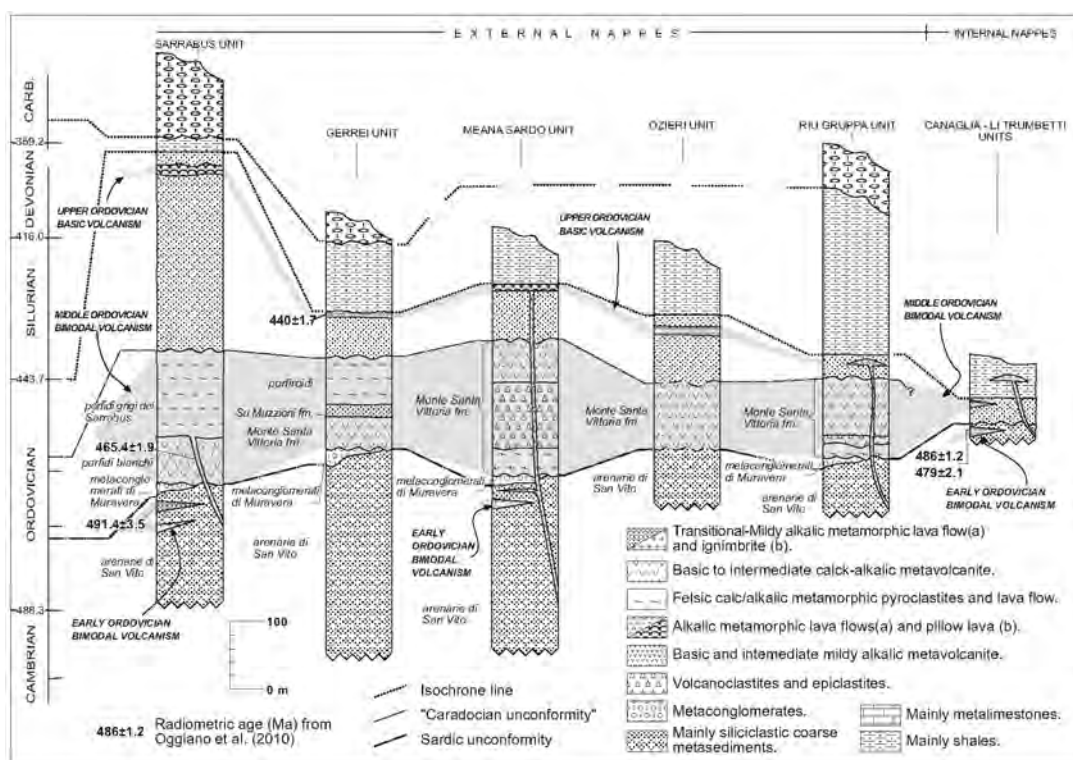 EXTERNAL NAPPES
INTERNAL NAPPES
SARRABUS UNIT
GERREI UNIT
MEANA SARDO UNIT
OZIERI UNIT
RIU GRUPPA UNIT
CANAGLIA - LI TRUMBETTI
UNITS
CARB.
359.2
DEVONIAN
416.0
SILURIAN
443.7
ORDOVICIAN
488.3
CAMBRIAN
UPPER ORDOVICIAN
BASIC VOLCANISM
MIDDLE ORDOVICIAN
BIMODAL VOLCANISM
porfidi grigi del
Sarrabus
465.4±1.9
porfidi bianchi
metaconglo
merati di
Muravera
491.4±3.5
arenarie di
San Vito
EARLY ORDOVICIAN
BIMODAL VOLCANISM
440±1.7
porfiroidi
Su Muzzioni fm.
Monte Santa
Vittoria fm.
metaconglomerati
di Muravera
arenarie di
San Vito
Monte Santa
Vittoria fm.
metaconglomerati
di Muravera
EARLY
ORDOVICIAN
BIMODAL
VOLCANISM
arenarie di
San Vito
UPPER ORDOVICIAN
BASIC VOLCANISM
Monte Santa
Vittoria fm.
arenarie di
San Vito
Monte Santa
Vittoria fm.
metaconglomerati
di Muravera
arenarie di
San Vito
MIDDLE ORDOVICIAN
BIMODAL
VOLCANISM
?
486±1.2
479±2.1
EARLY ORDOVICIAN
BIMODAL VOLCANISM
100
0 m
486±1.2
Radiometric age (Ma) from
Oggiano et al. (2010)
Isochrone line
"Caradocian unconformity"
Sardic unconformity
Transitional-Mildy alkalic metamorphic lava flow(a)
and ignimbrite (b).
Basic to intermediate calck-alkalic metavolcanite.
Felsic calc/alkalic metamorphic pyroclastites and lava flow.
Alkalic metamorphic lava flows(a) and pillow lava (b).
Basic and intemediate mildy alkalic metavolcanite.
Volcanoclastites and epiclastites.
Metaconglomerates.
Mainly siliciclastic coarse
metasediments.
Mainly metalimestones.
Mainly shales.